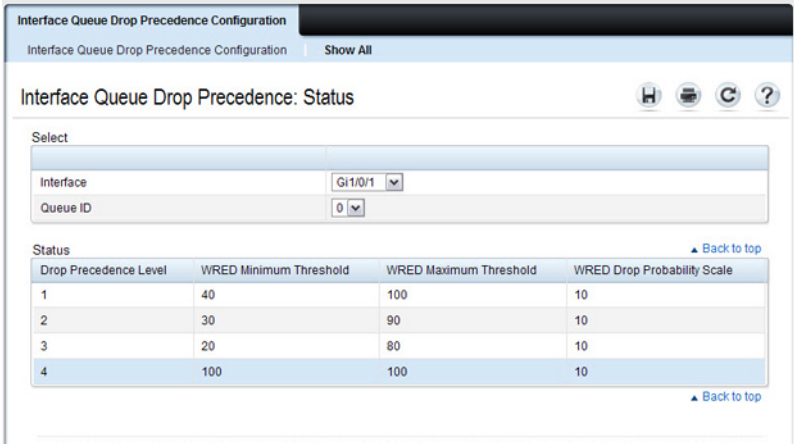 Interface Queue Drop Precedence Configuration
Interface Queue Drop Precedence Configuration Show All
Interface Queue Drop Precedence: Status
Select
Interface Gi1/0/1
Queue ID 0
Status Back to top
Drop Precedence Level WRED Minimum Threshold WRED Maximum Threshold WRED Drop Probability Scale
1 40 100 10
2 30 90 10
3 20 80 10
4 100 100 10
Back to top